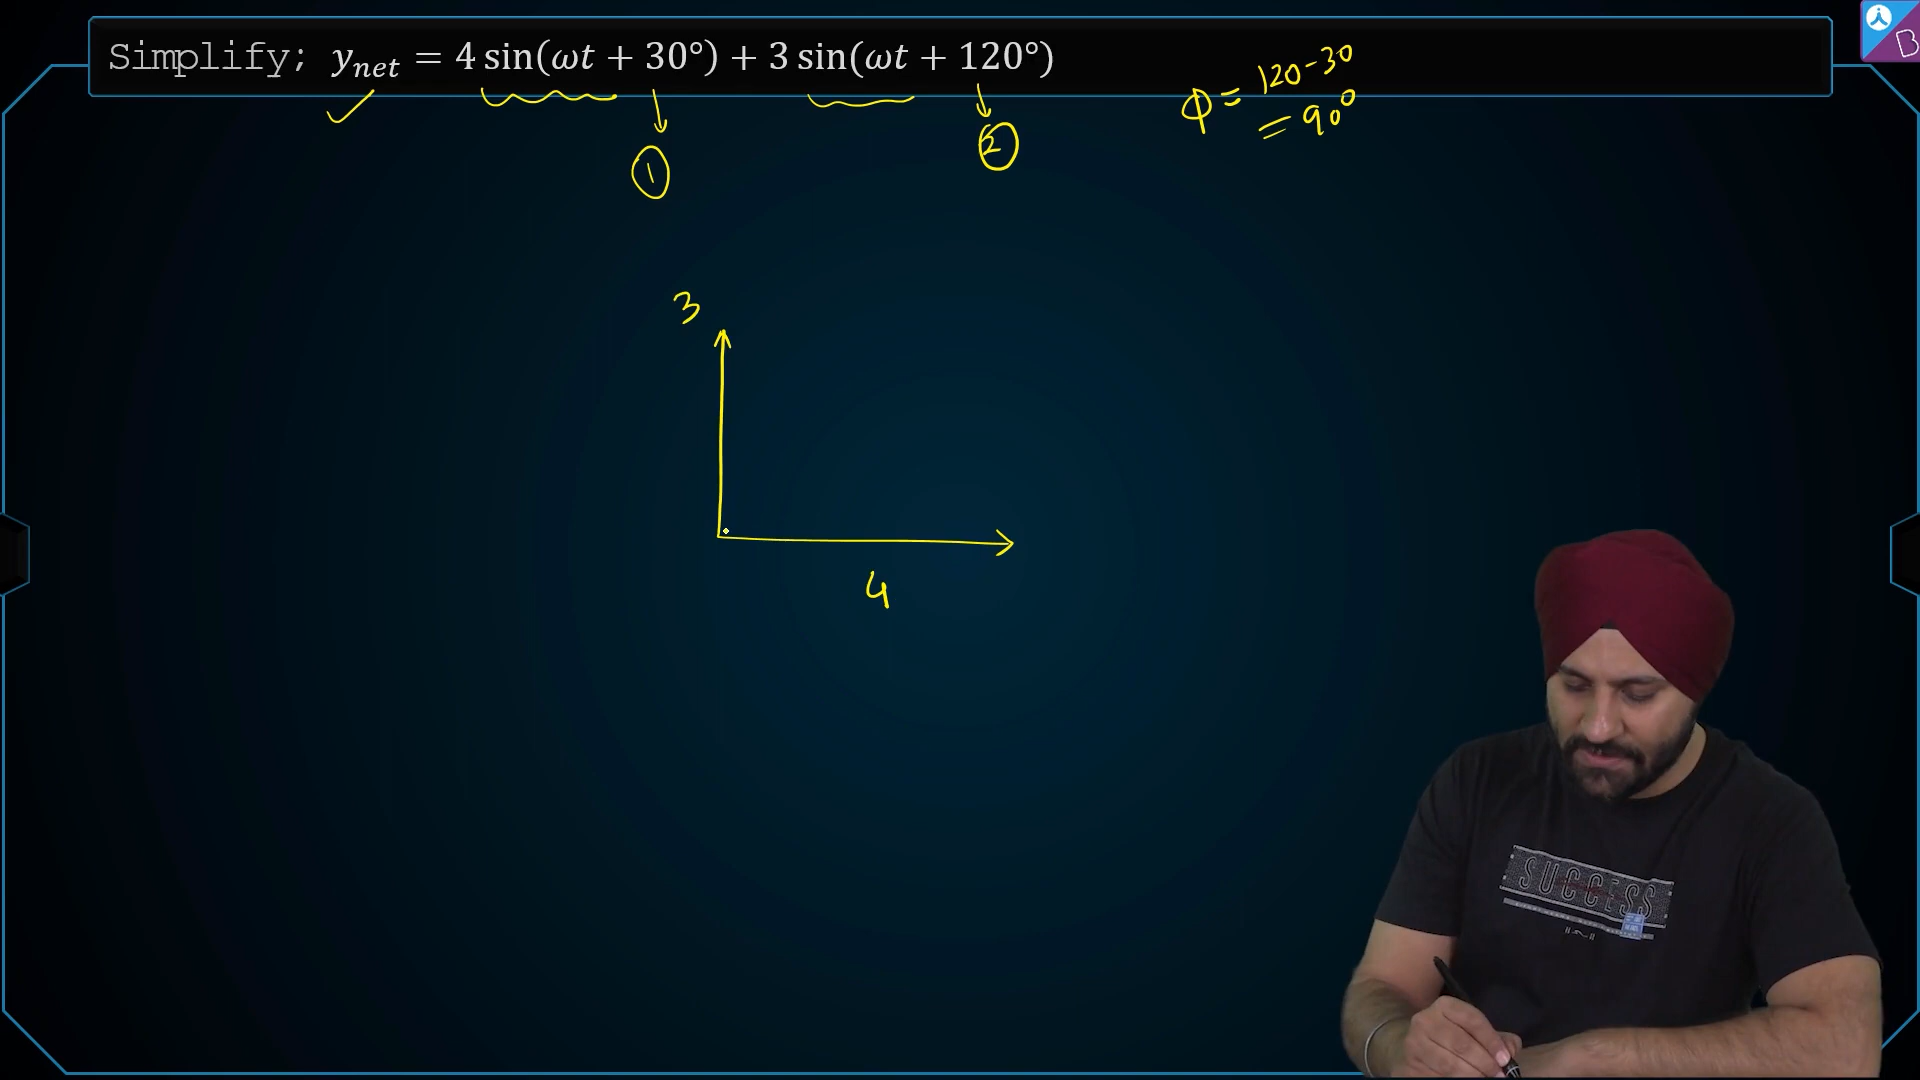 Simplify; y_net = 4 sin(ωt + 30°) + 3 sin(ωt + 120°)
ϕ = 120-30
= 90°
1
2
3
4
SUCCESS
B